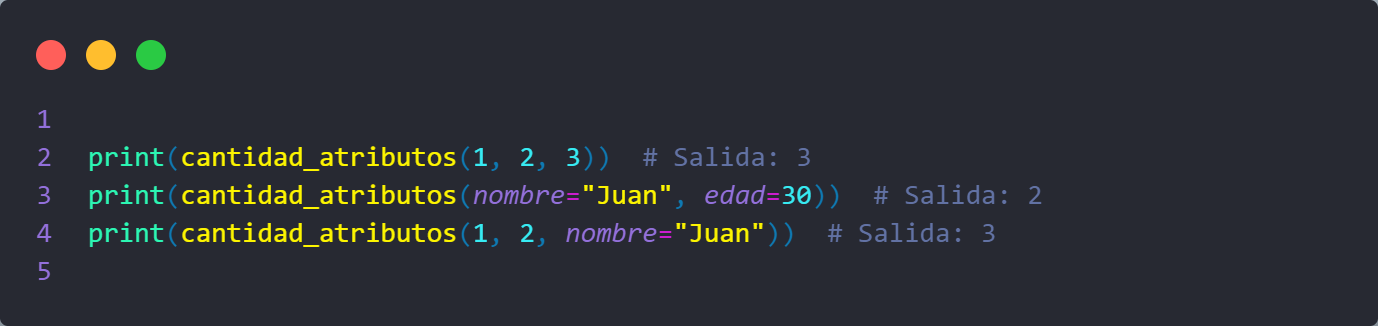 1
2 print(cantidad_atributos(1, 2, 3))  # Salida: 3
3 print(cantidad_atributos(nombre="Juan", edad=30))  # Salida: 2
4 print(cantidad_atributos(1, 2, nombre="Juan"))  # Salida: 3
5